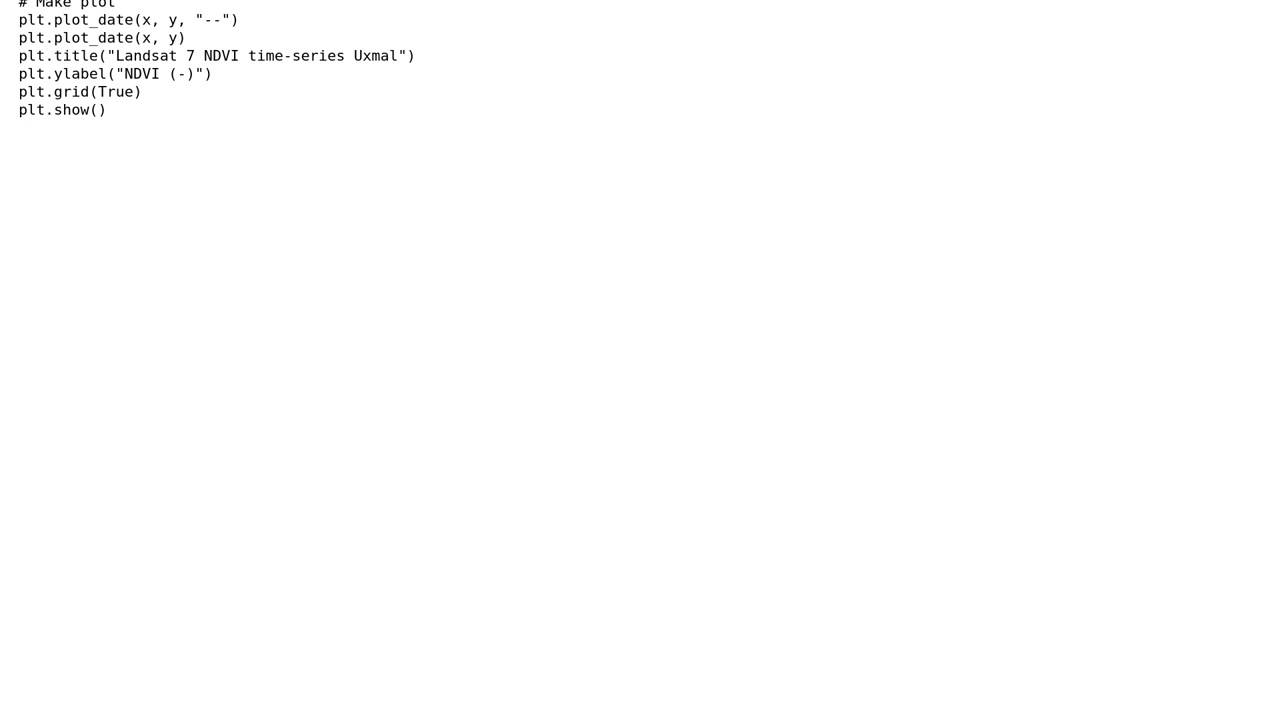 # Make plot
plt.plot_date(x, y, "--")
plt.plot_date(x, y)
plt.title("Landsat 7 NDVI time-series Uxmal")
plt.ylabel("NDVI (-)")
plt.grid(True)
plt.show()